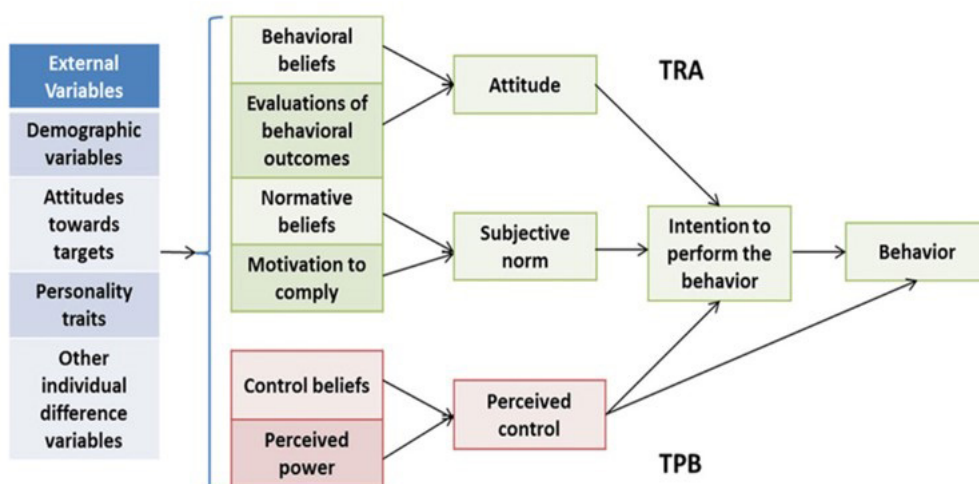 External
Variables
Demographic
variables
Attitudes
towards
targets
Personality
traits
Other
individual
difference
variables
Behavioral
beliefs
Evaluations of
behavioral
outcomes
Normative
beliefs
Motivation to
comply
Control beliefs
Perceived
power
Attitude
Subjective
norm
Perceived
control
TRA
Intention to
perform the
behavior
Behavior
TPB